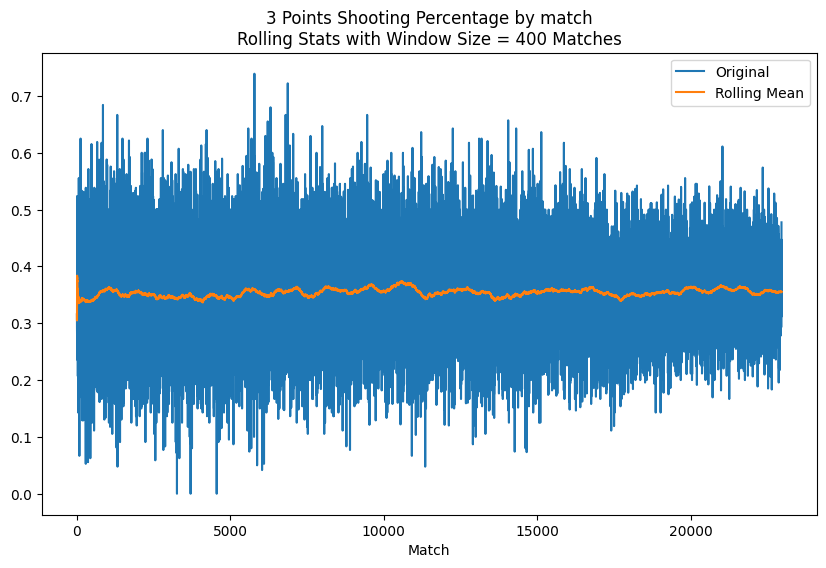 3 Points Shooting Percentage by match
Rolling Stats with Window Size = 400 Matches
Original
Rolling Mean
0.7
0.6
0.5
0.4
0.3
0.2
0.1
0.0
0
5000
10000
15000
20000
Match